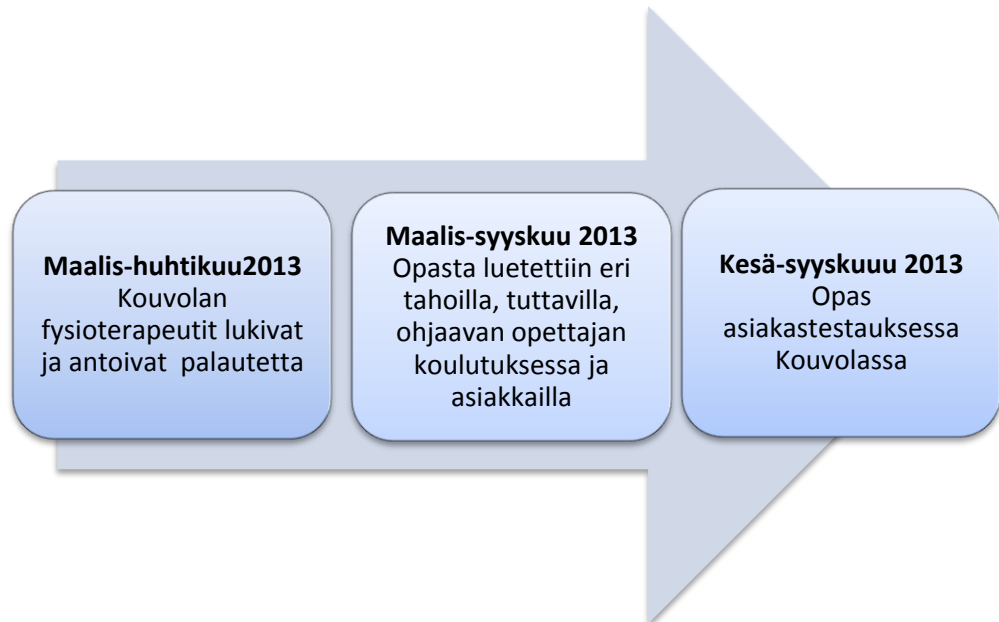 Maalis-huhtikuu2013
Kouvolan
fysioterapeutit lukivat
ja antoivat palautetta
Maalis-syyskuu 2013
Opasta luetettiin eri
tahoilla, tuttavilla,
ohjaavan opettajan
koulutuksessa ja
asiakkailla
Kesä-syyskuuu 2013
Opas
asiakastestauksessa
Kouvolassa